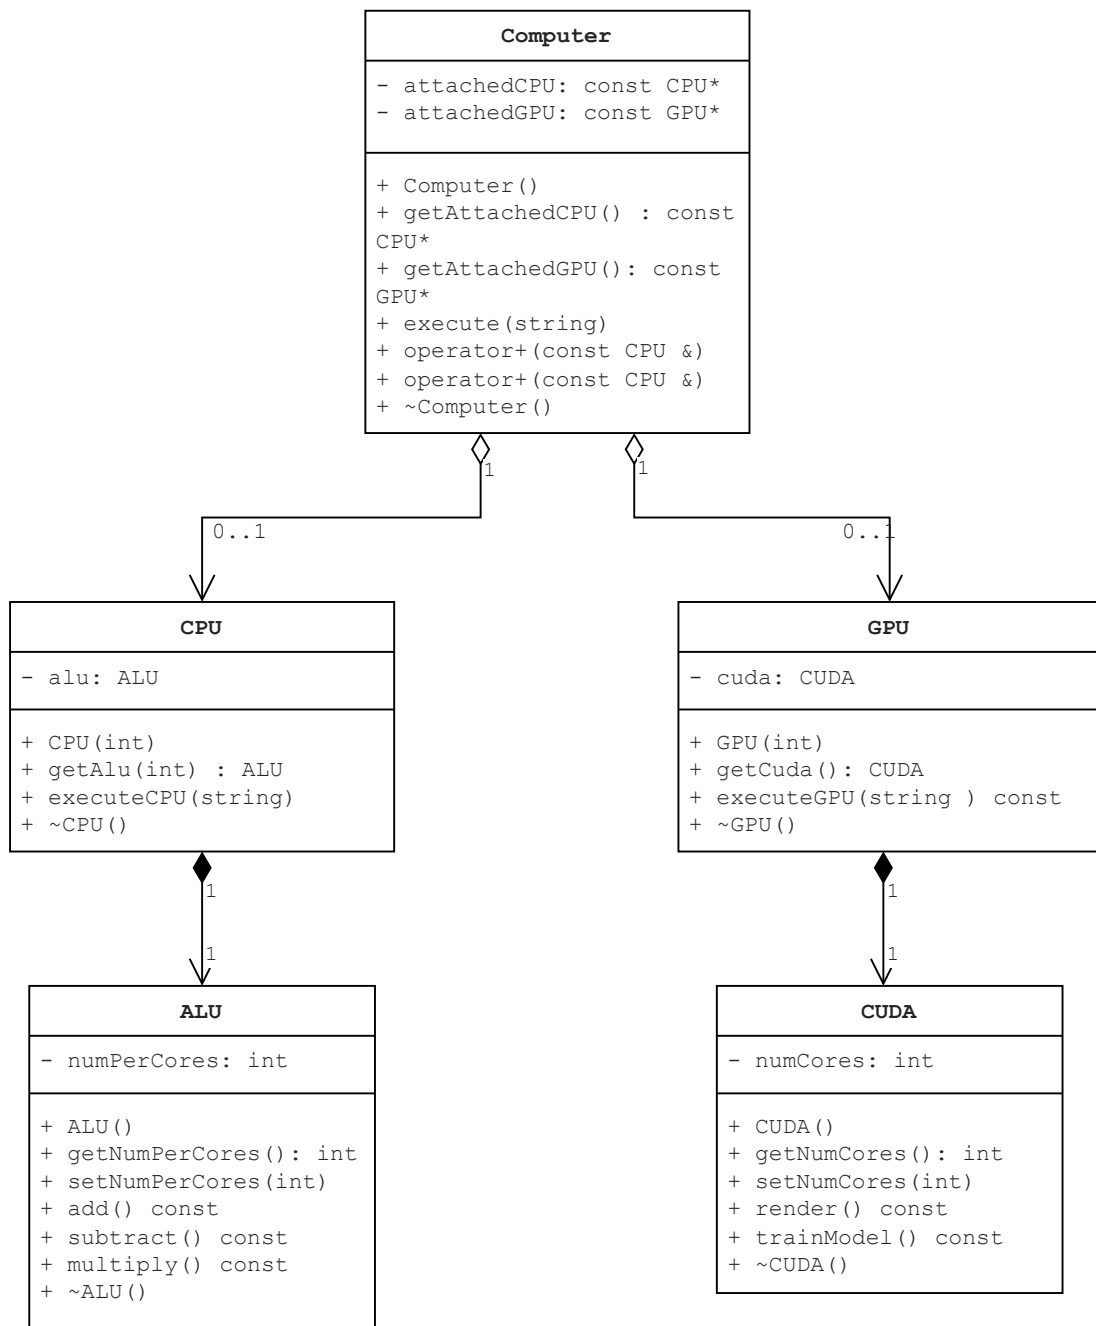 Computer
- attachedCPU: const CPU*
- attachedGPU: const GPU*
+ Computer()
+ getAttachedCPU() : const
CPU*
+ getAttachedGPU(): const
GPU*
+ execute(string)
+ operator+(const CPU &)
+ operator+(const CPU &)
+ ~Computer()
1
1
0..1
0..1
CPU
- alu: ALU
+ CPU(int)
+ getAlu(int) : ALU
+ executeCPU(string)
+ ~CPU()
GPU
- cuda: CUDA
+ GPU(int)
+ getCuda(): CUDA
+ executeGPU(string ) const
+ ~GPU()
1
1
1
1
ALU
- numPerCores: int
+ ALU()
+ getNumPerCores(): int
+ setNumPerCores(int)
+ add() const
+ subtract() const
+ multiply() const
+ ~ALU()
CUDA
- numCores: int
+ CUDA()
+ getNumCores(): int
+ setNumCores(int)
+ render() const
+ trainModel() const
+ ~CUDA()